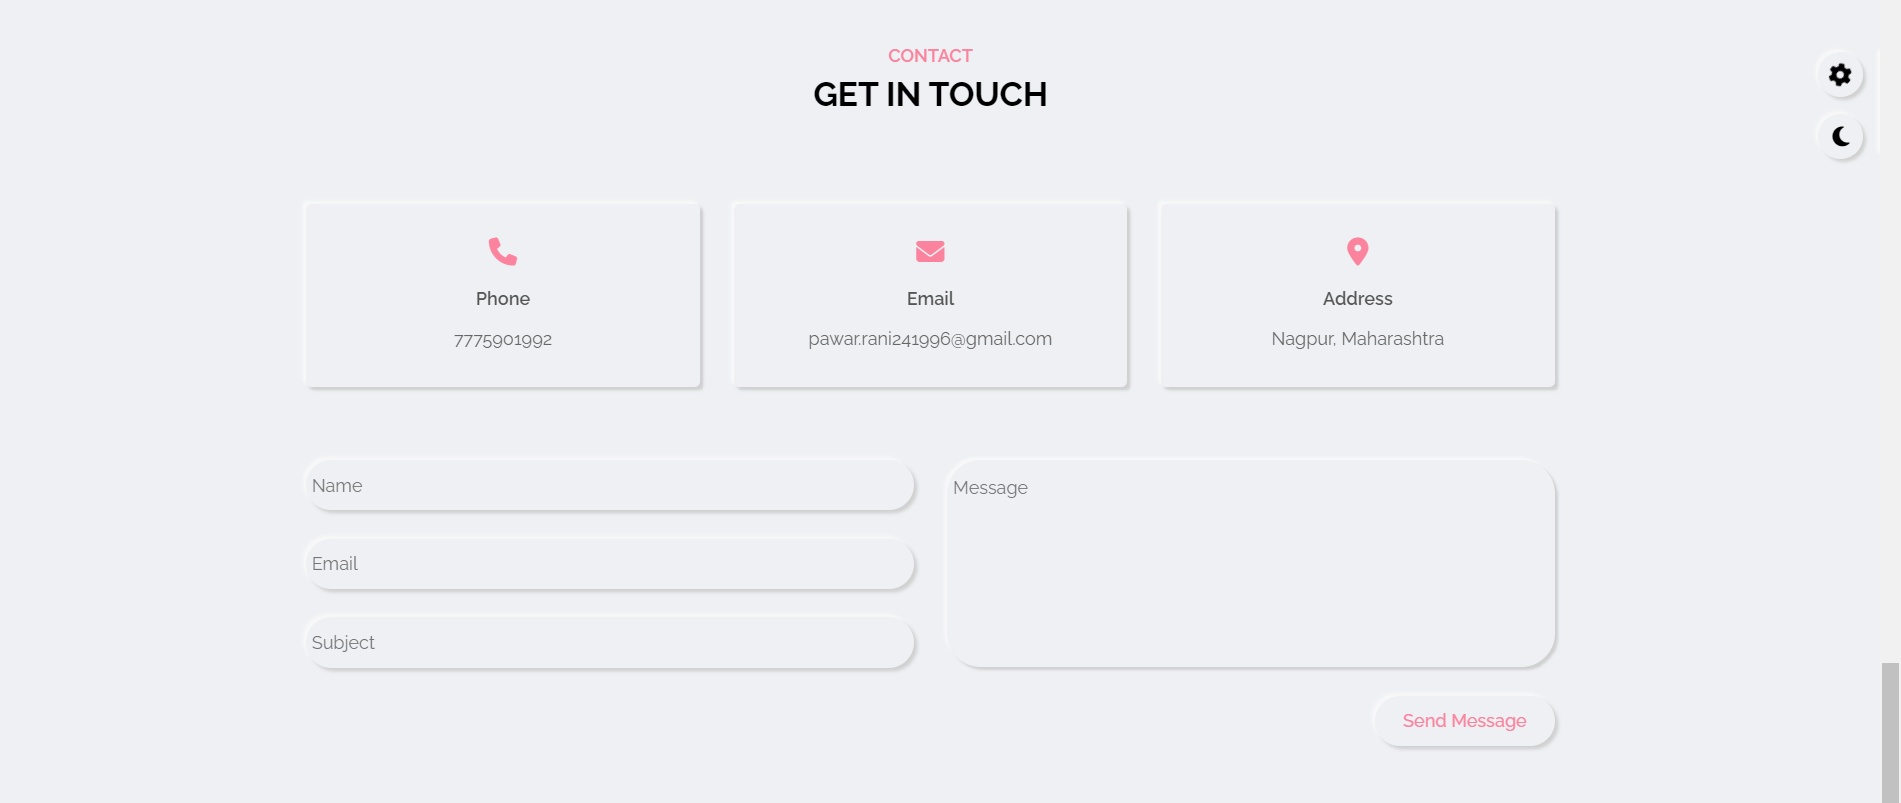 CONTACT
GET IN TOUCH
Phone
7775901992
Email
pawar.rani241996@gmail.com
Address
Nagpur, Maharashtra
Name
Email
Subject
Message
Send Message